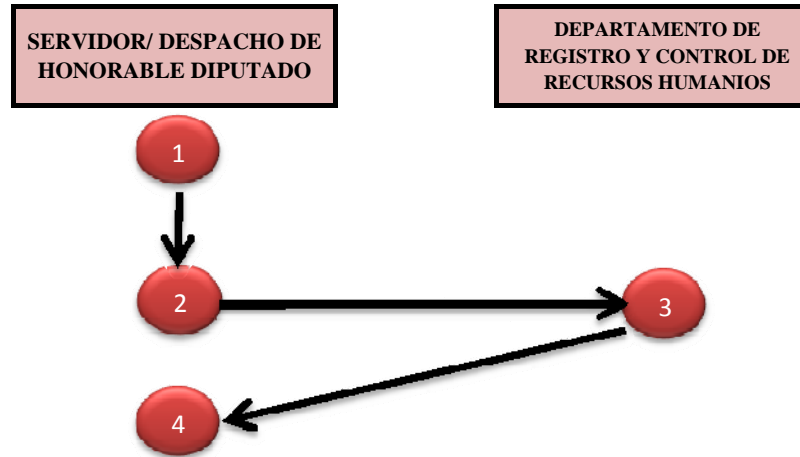 SERVIDOR/ DESPACHO DE
HONORABLE DIPUTADO
DEPARTAMENTO DE
REGISTRO Y CONTROL DE
RECURSOS HUMANIOS
1
2
3
4